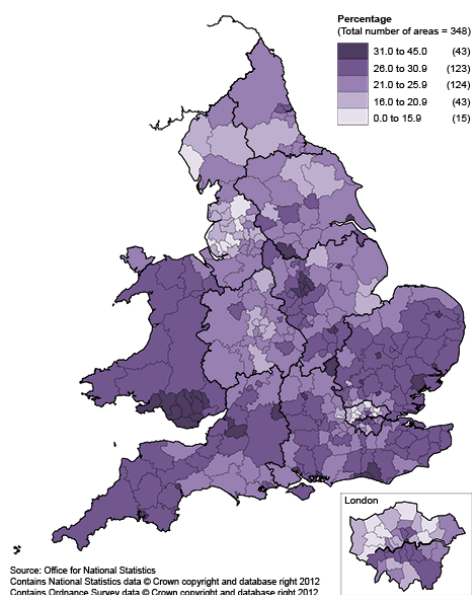 Percentage
(Total number of areas = 348)
31.0 to 45.0 (43)
26.0 to 30.9 (123)
21.0 to 25.9 (124)
16.0 to 20.9 (43)
0.0 to 15.9 (15)
London
Source: Office for National Statistics
Contains National Statistics data © Crown copyright and database right 2012
Contains Ordnance Survey data © Crown copyright and database right 2012